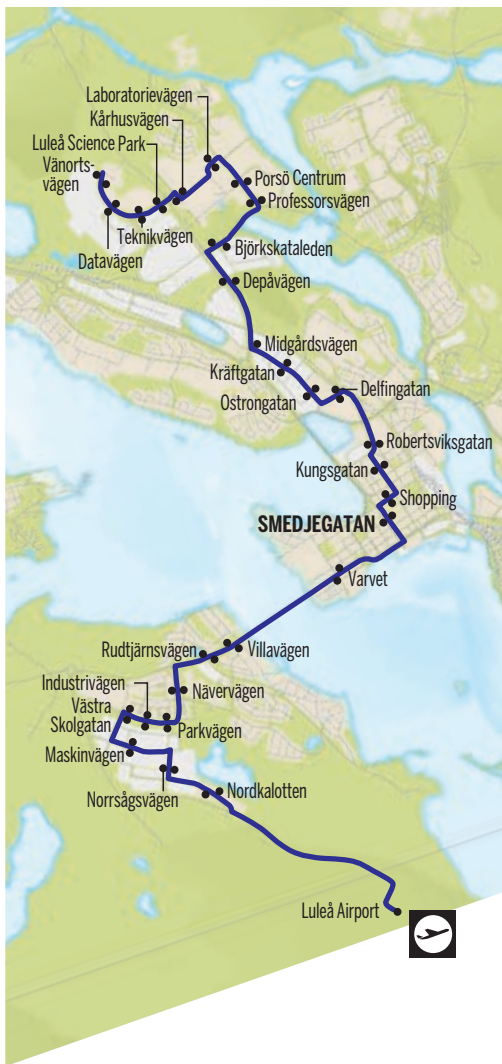 Laboratorievägen
Kårhusvägen
Luleå Science Park
Vänorts-
vägen
Porsö Centrum
Professorsvägen
Teknikvägen
Datavägen
Björkskataleden
Depåvägen
Midgårdsvägen
Kräftgatan
Ostrongatan
Delfingatan
Robertsviksgatan
Kungsgatan
Shopping
SMEDJEGATAN
Varvet
Rudtjärnsvägen
Villavägen
Industrivägen
Nävervägen
Västra
Skolgatan
Parkvägen
Maskinvägen
Norrsågsvägen
Nordkalotten
Luleå Airport